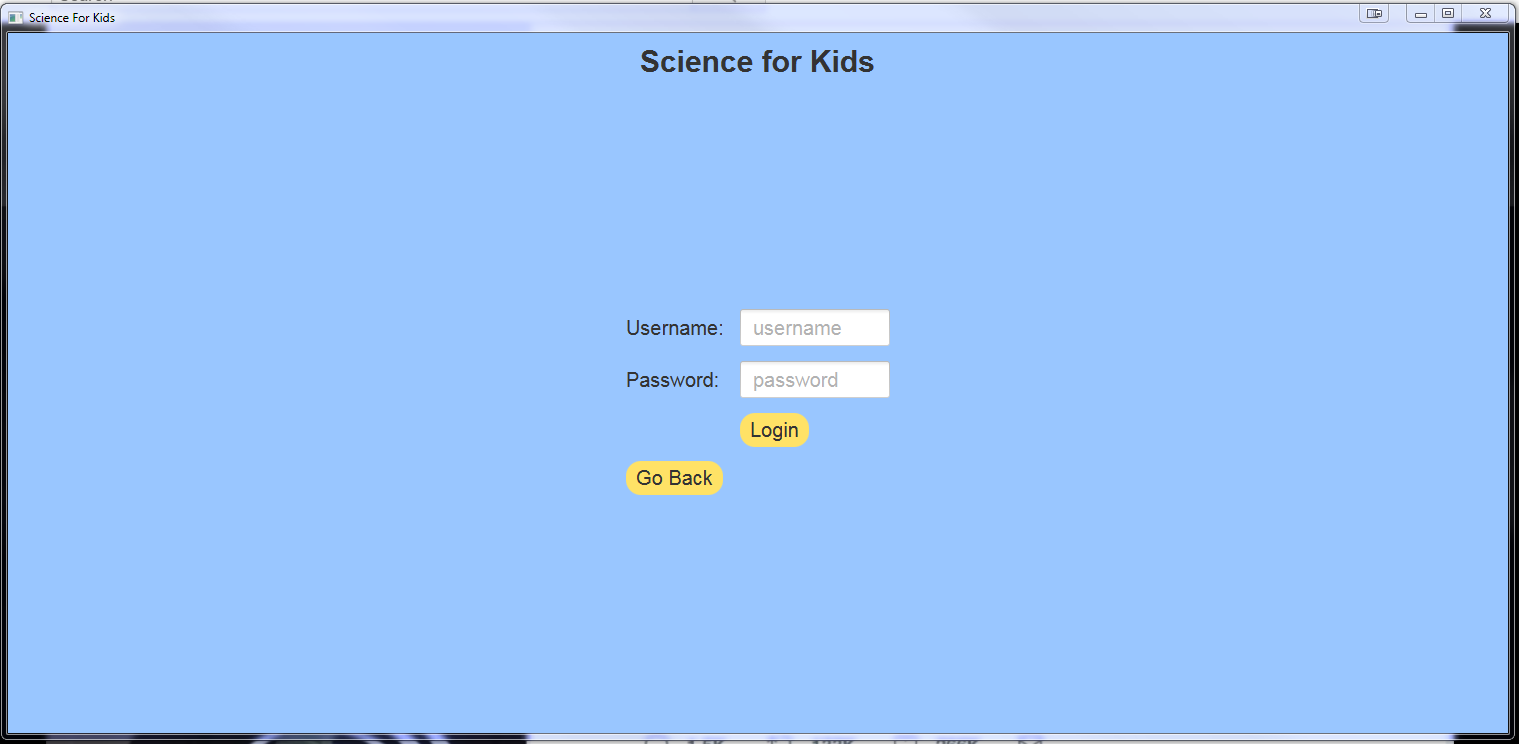 Science For Kids
Science for Kids
Username: username
Password: password
Login
Go Back